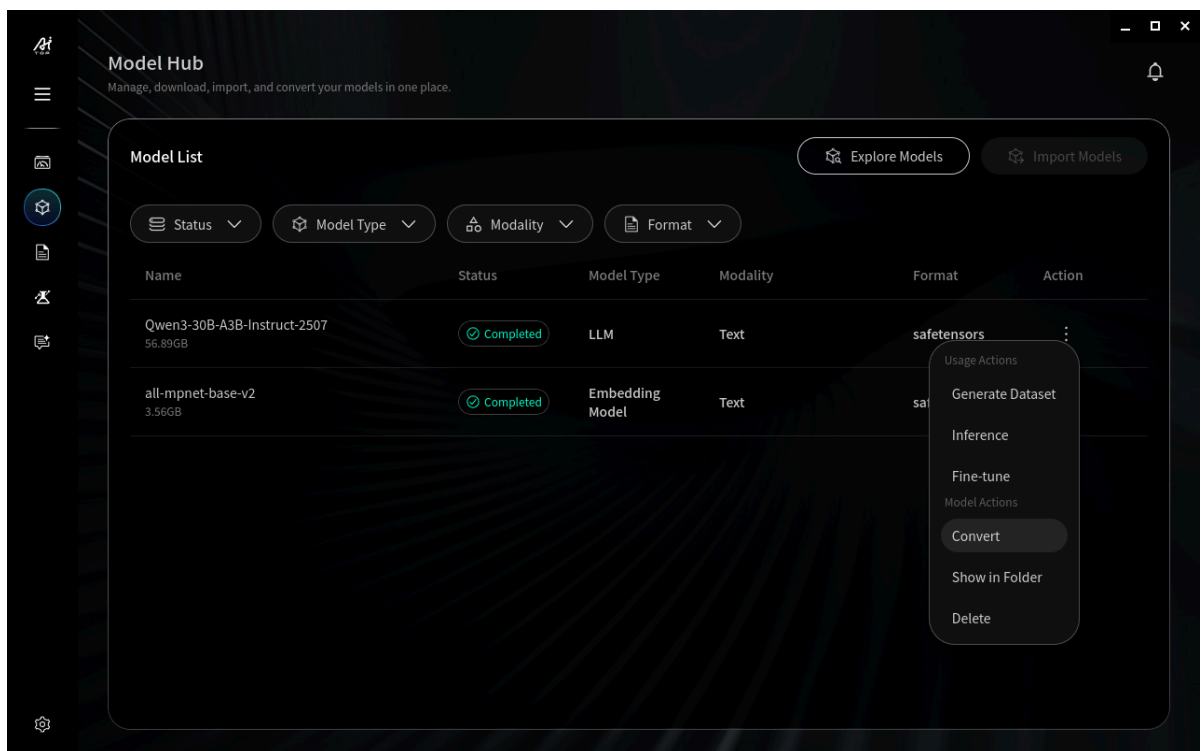 Ai
TOP
Model Hub
Manage, download, import, and convert your models in one place.
Model List
Explore Models
Import Models
Status
Model Type
Modality
Format
Name Status Model Type Modality Format Action
Qwen3-30B-A3B-Instruct-2507
56.89GB
Completed
LLM
Text
safetensors
all-mpnet-base-v2
3.56GB
Completed
Embedding
Model
Text
saf
Usage Actions
Generate Dataset
Inference
Fine-tune
Model Actions
Convert
Show in Folder
Delete